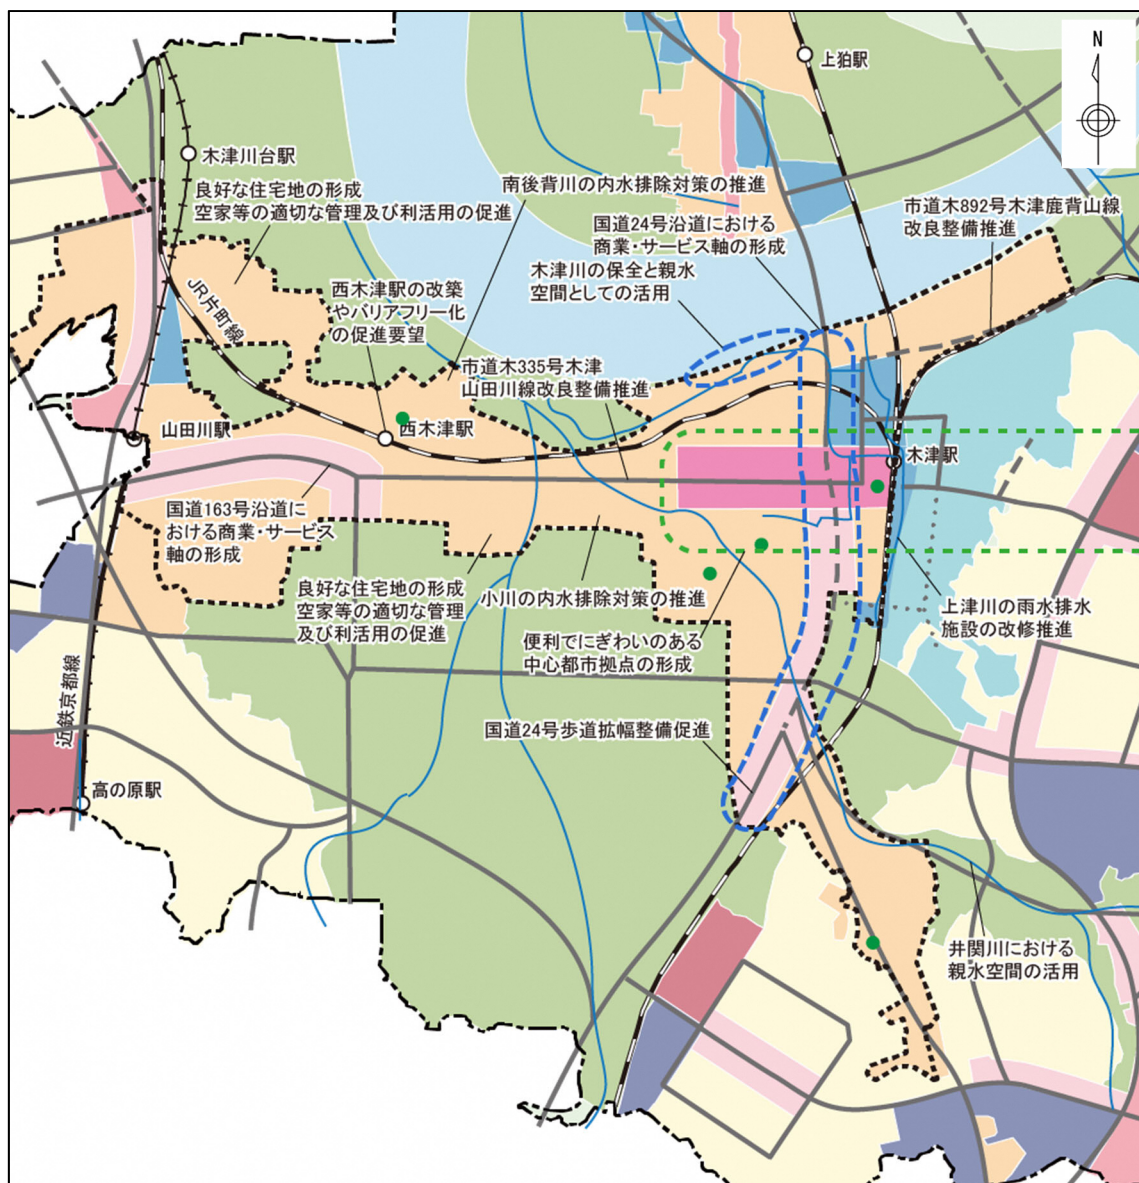 N
上狛駅
木津川台駅
良好な住宅地の形成
空家等の適切な管理及び利活用の促進
南後背川の内水排除対策の推進
国道24号沿道における
商業・サービス軸の形成
市道木892号木津鹿背山線
改良整備推進
木津川の保全と親水
空間としての活用
西木津駅の改築
やバリアフリー化
の促進要望
JR片町線
市道木335号木津
山田川線改良整備推進
山田川駅
西木津駅
木津駅
国道163号沿道に
おける商業・サービス
軸の形成
良好な住宅地の形成
空家等の適切な管理
及び利活用の促進
小川の内水排除対策の推進
上津川の雨水排水
施設の改修推進
便利でにぎわいのある
中心都市拠点の形成
近鉄京都線
国道24号歩道拡幅整備促進
高の原駅
井関川における
親水空間の活用